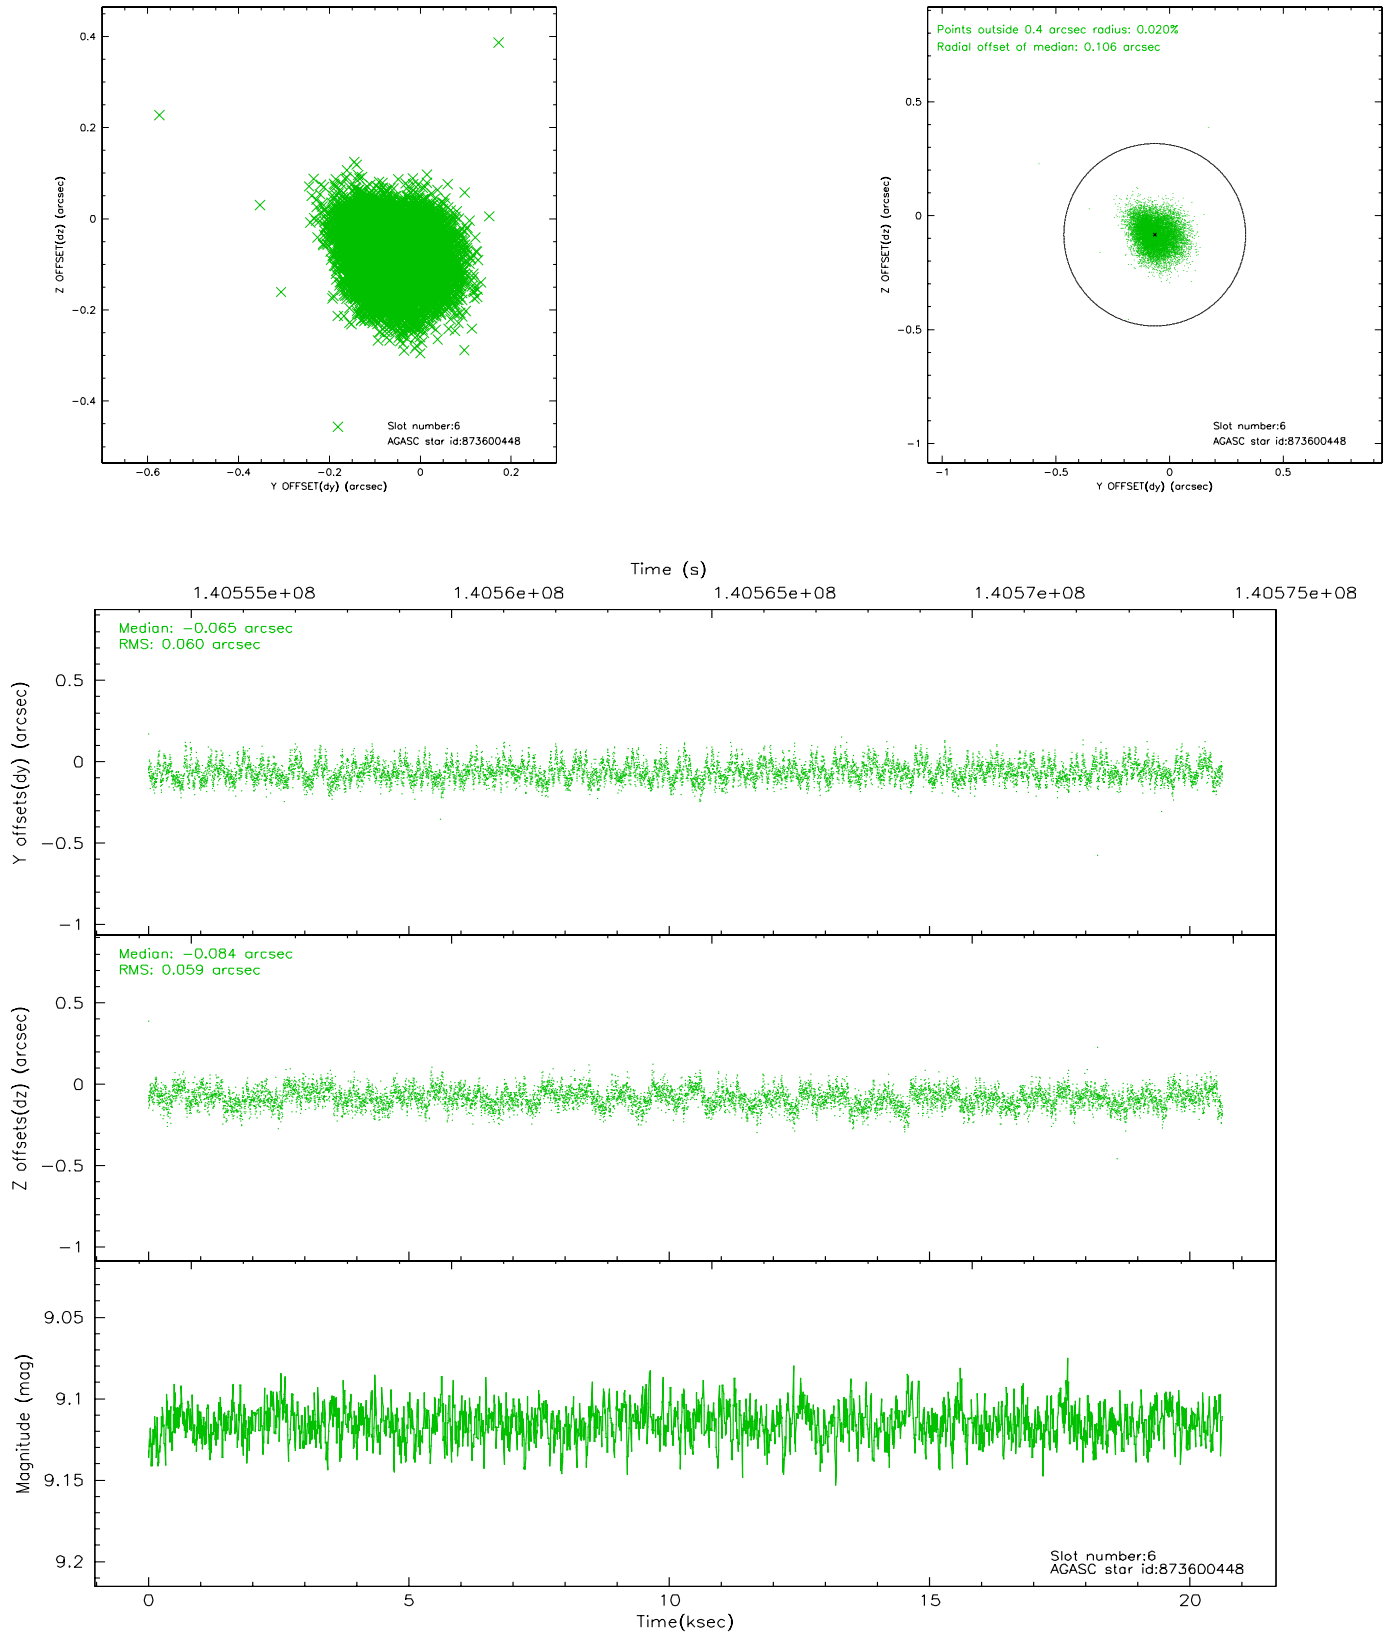 0.4
0.2
0
−0.2
−0.4
Z OFFSET(dz) (arcsec)
Slot number:6
AGASC star id:873600448
−0.6 −0.4 −0.2 0 0.2
Y OFFSET(dy) (arcsec)
Points outside 0.4 arcsec radius: 0.020%
Radial offset of median: 0.106 arcsec
0.5
0
−0.5
−1
Z OFFSET(dz) (arcsec)
Slot number:6
AGASC star id:873600448
−1 −0.5 0 0.5
Y OFFSET(dy) (arcsec)
Time (s)
1.40555e+08 1.4056e+08 1.40565e+08 1.4057e+08 1.40575e+08
Median: −0.065 arcsec
RMS: 0.060 arcsec
0.5
0
−0.5
−1
Y offsets(dy) (arcsec)
Median: −0.084 arcsec
RMS: 0.059 arcsec
0.5
0
−0.5
−1
Z offsets(dz) (arcsec)
9.05
9.1
9.15
9.2
Magnitude (mag)
Slot number:6
AGASC star id:873600448
0 5 10 15 20
Time(ksec)